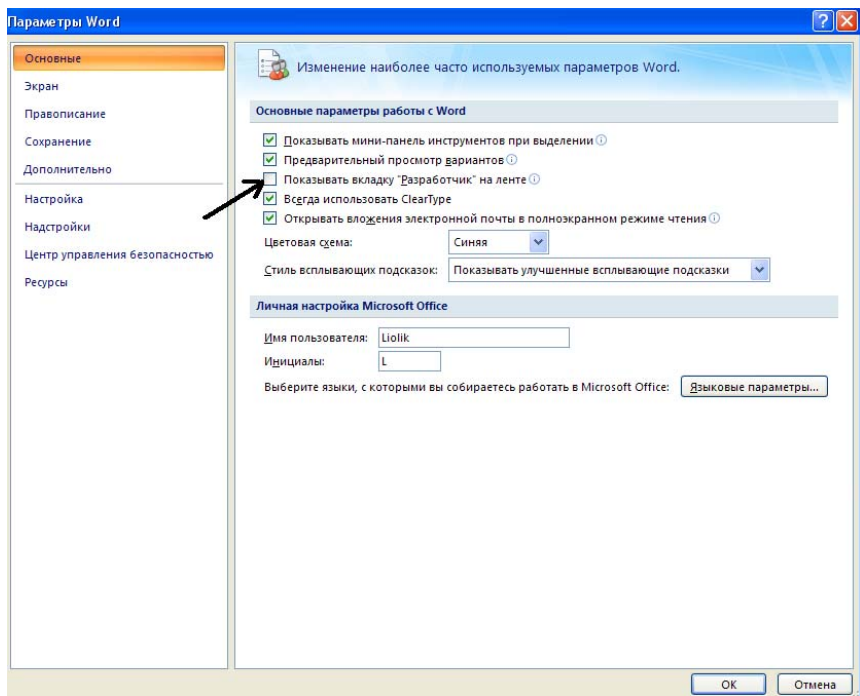 Параметры Word
Основные
Экран
Правописание
Сохранение
Дополнительно
Настройка
Надстройки
Центр управления безопасностью
Ресурсы
Изменение наиболее часто используемых параметров Word.
Основные параметры работы с Word
Показывать мини-панель инструментов при выделении
Предварительный просмотр вариантов
Показывать вкладку "Разработчик" на ленте
Всегда использовать ClearType
Открывать вложения электронной почты в полноэкранном режиме чтения
Цветовая схема: Синяя
Стиль всплывающих подсказок: Показывать улучшенные всплывающие подсказки
Личная настройка Microsoft Office
Имя пользователя: Liolik
Инициалы: L
Выберите языки, с которыми вы собираетесь работать в Microsoft Office: Языковые параметры...
ОК Отмена